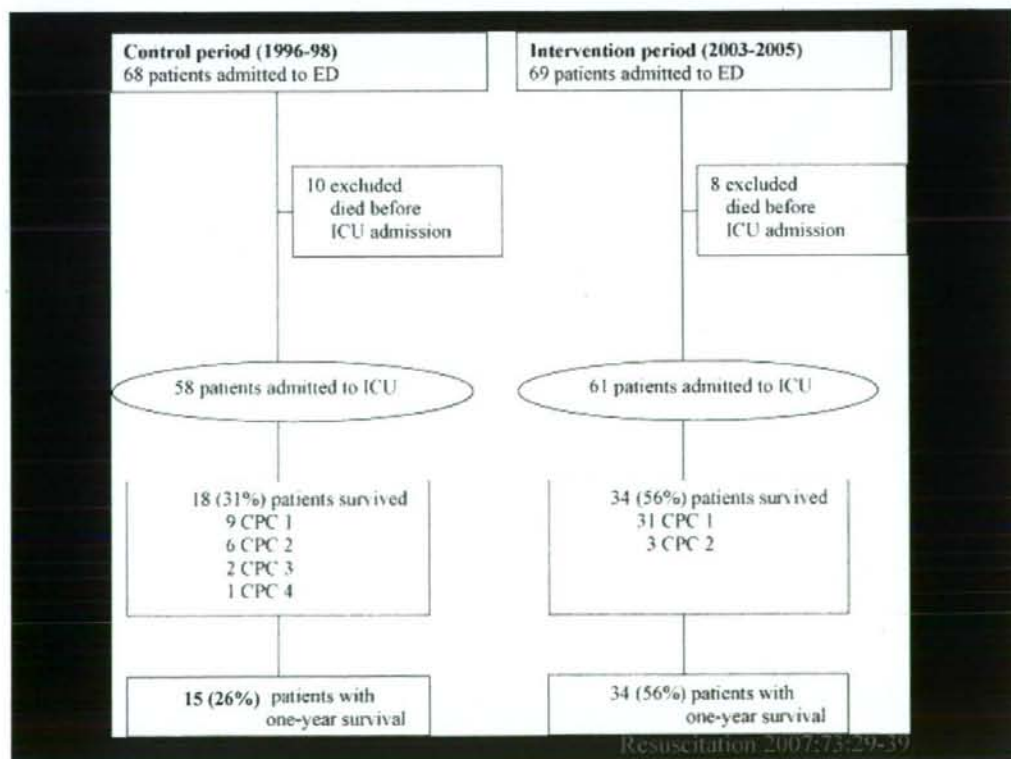 Control period (1996-98)
68 patients admitted to ED
Intervention period (2003-2005)
69 patients admitted to ED
10 excluded
died before
ICU admission
8 excluded
died before
ICU admission
58 patients admitted to ICU
61 patients admitted to ICU
18 (31%) patients survived
9 CPC 1
6 CPC 2
2 CPC 3
1 CPC 4
34 (56%) patients survived
31 CPC 1
3 CPC 2
15 (26%) patients with
one-year survival
34 (56%) patients with
one-year survival
Resuscitation 2007;73:29-39